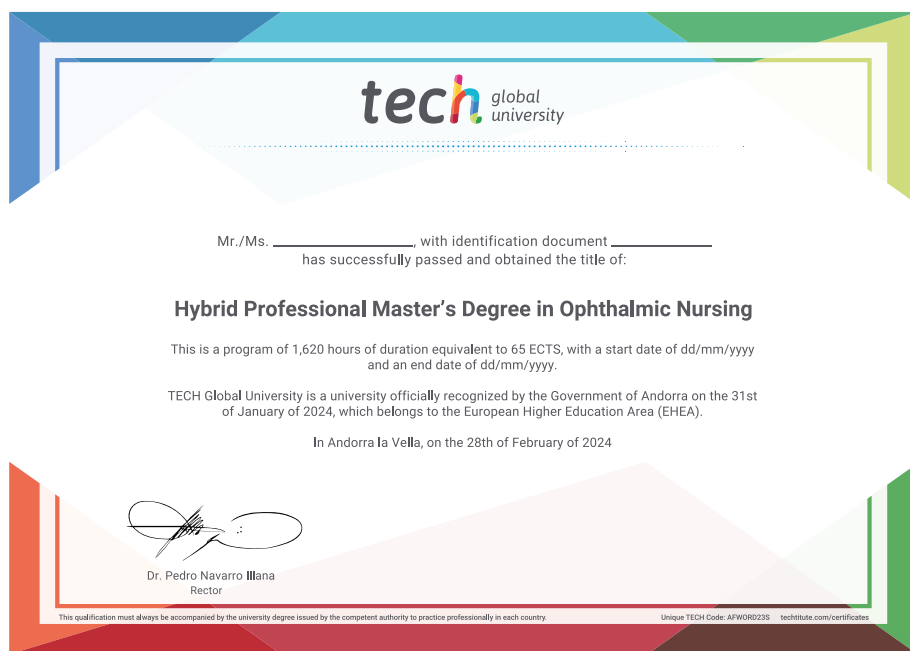 tech global
university
Mr./Ms. ____________, with identification document ____________
has successfully passed and obtained the title of:
Hybrid Professional Master's Degree in Ophthalmic Nursing
This is a program of 1,620 hours of duration equivalent to 65 ECTS, with a start date of dd/mm/yyyy
and an end date of dd/mm/yyyy.
TECH Global University is a university officially recognized by the Government of Andorra on the 31st
of January of 2024, which belongs to the European Higher Education Area (EHEA).
In Andorra la Vella, on the 28th of February of 2024
Dr. Pedro Navarro Illana
Rector
This qualification must always be accompanied by the university degree issued by the competent authority to practice professionally in each country. Unique TECH Code: AFWORD23S techtitute.com/certificates